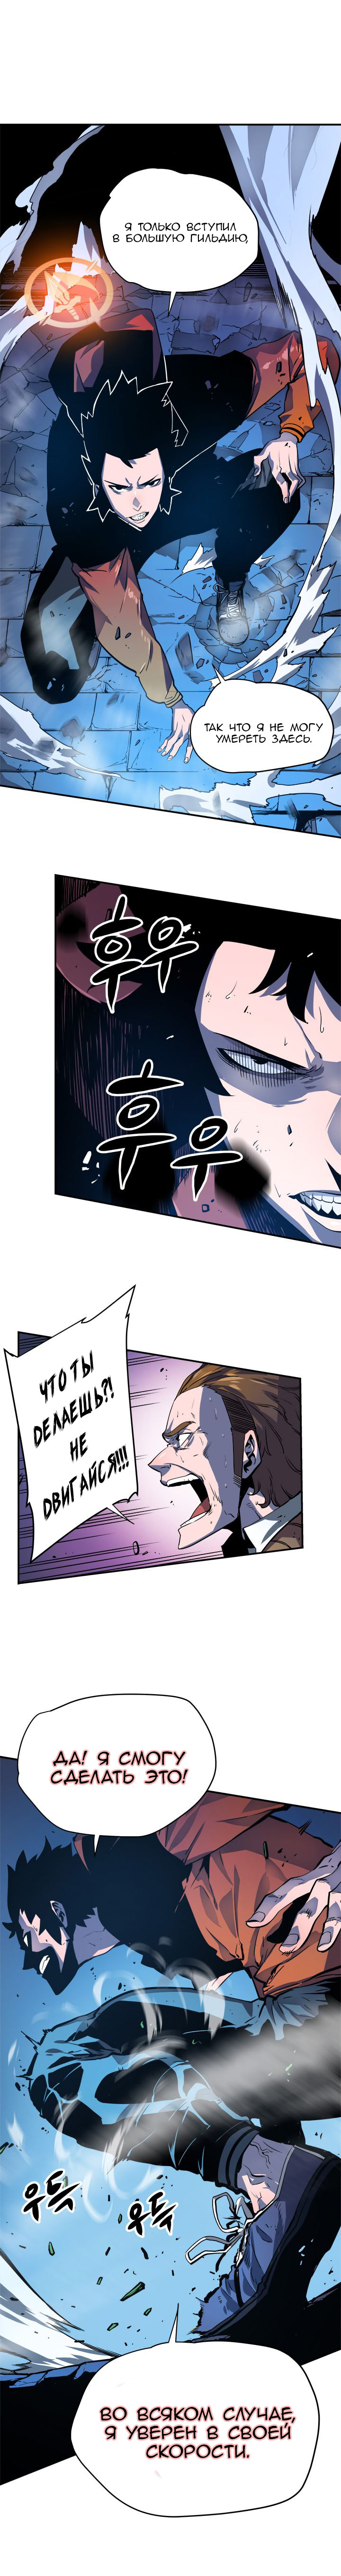 Я ТОЛЬКО ВСТУПИЛ
В БОЛЬШУЮ ГИЛЬДИЮ,
ТАК ЧТО Я НЕ МОГУ
УМЕРЕТЬ ЗДЕСЬ.
후우
후우
ЧТО ТЫ
ДЕЛАЕШЬ?!
НЕ
ДВИГАЙСЯ!!!
ДА! Я СМОГУ
СДЕЛАТЬ ЭТО!
우득
우득
ВО ВСЯКОМ СЛУЧАЕ,
Я УВЕРЕН В СВОЕЙ
СКОРОСТИ.